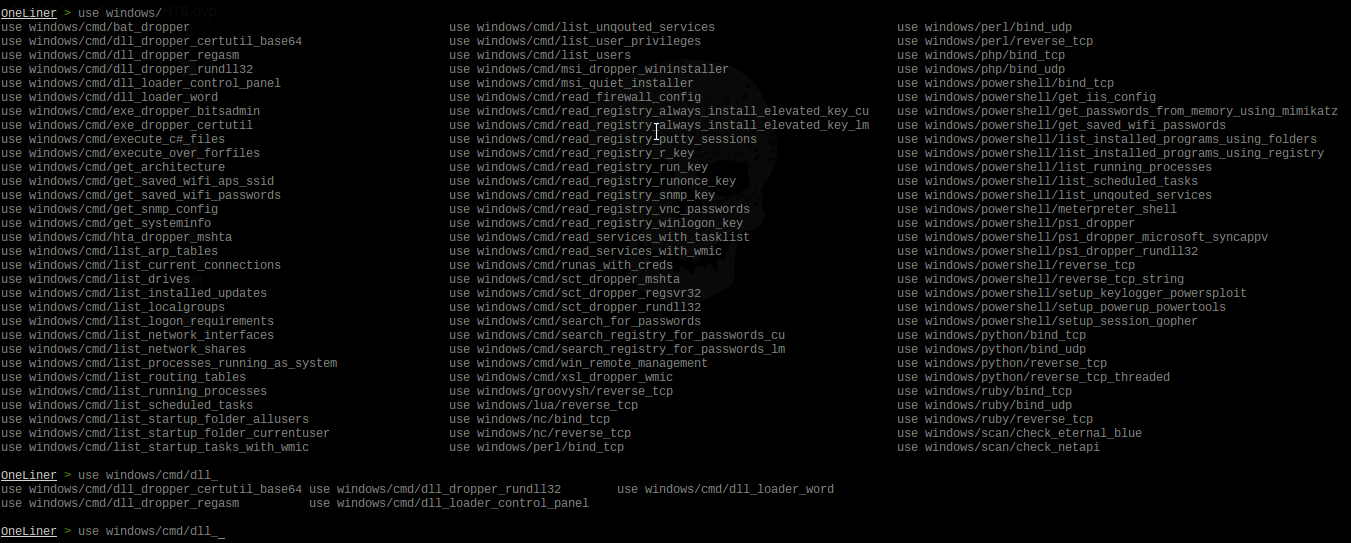 OneLiner > use windows/
use windows/cmd/bat_dropper use windows/cmd/list_unqouted_services use windows/perl/bind_udp
use windows/cmd/dll_dropper_certutil_base64 use windows/cmd/list_user_privileges use windows/perl/reverse_tcp
use windows/cmd/dll_dropper_regasm use windows/cmd/list_users use windows/php/bind_tcp
use windows/cmd/dll_dropper_rundll32 use windows/cmd/msi_dropper_wininstaller use windows/php/bind_udp
use windows/cmd/dll_loader_control_panel use windows/cmd/msi_quiet_installer use windows/powershell/bind_tcp
use windows/cmd/dll_loader_word use windows/cmd/read_firewall_config use windows/powershell/get_iis_config
use windows/cmd/exe_dropper_bitsadmin use windows/cmd/read_registry_always_install_elevated_key_cu use windows/powershell/get_passwords_from_memory_using_mimikatz
use windows/cmd/exe_dropper_certutil use windows/cmd/read_registry_always_install_elevated_key_lm use windows/powershell/get_saved_wifi_passwords
use windows/cmd/execute_c#_files use windows/cmd/read_registry_putty_sessions use windows/powershell/list_installed_programs_using_folders
use windows/cmd/execute_over_forfiles use windows/cmd/read_registry_r_key use windows/powershell/list_installed_programs_using_registry
use windows/cmd/get_architecture use windows/cmd/read_registry_run_key use windows/powershell/list_running_processes
use windows/cmd/get_saved_wifi_aps_ssid use windows/cmd/read_registry_runonce_key use windows/powershell/list_scheduled_tasks
use windows/cmd/get_saved_wifi_passwords use windows/cmd/read_registry_snmp_key use windows/powershell/list_unqouted_services
use windows/cmd/get_snmp_config use windows/cmd/read_registry_vnc_passwords use windows/powershell/meterpreter_shell
use windows/cmd/get_systeminfo use windows/cmd/read_registry_winlogon_key use windows/powershell/ps1_dropper
use windows/cmd/hta_dropper_mshta use windows/cmd/read_services_with_tasklist use windows/powershell/ps1_dropper_microsoft_syncappv
use windows/cmd/list_arp_tables use windows/cmd/read_services_with_wmic use windows/powershell/ps1_dropper_rundll32
use windows/cmd/list_current_connections use windows/cmd/runas_with_creds use windows/powershell/reverse_tcp
use windows/cmd/list_drives use windows/cmd/sct_dropper_mshta use windows/powershell/reverse_tcp_string
use windows/cmd/list_installed_updates use windows/cmd/sct_dropper_regsvr32 use windows/powershell/setup_keylogger_powersploit
use windows/cmd/list_localgroups use windows/cmd/sct_dropper_rundll32 use windows/powershell/setup_powerup_powertools
use windows/cmd/list_logon_requirements use windows/cmd/search_for_passwords use windows/powershell/setup_session_gopher
use windows/cmd/list_network_interfaces use windows/cmd/search_registry_for_passwords_cu use windows/python/bind_tcp
use windows/cmd/list_network_shares use windows/cmd/search_registry_for_passwords_lm use windows/python/bind_udp
use windows/cmd/list_processes_running_as_system use windows/cmd/win_remote_management use windows/python/reverse_tcp
use windows/cmd/list_routing_tables use windows/cmd/xsl_dropper_wmic use windows/python/reverse_tcp_threaded
use windows/cmd/list_running_processes use windows/groovysh/reverse_tcp use windows/ruby/bind_tcp
use windows/cmd/list_scheduled_tasks use windows/lua/reverse_tcp use windows/ruby/bind_udp
use windows/cmd/list_startup_folder_allusers use windows/nc/bind_tcp use windows/ruby/reverse_tcp
use windows/cmd/list_startup_folder_currentuser use windows/nc/reverse_tcp use windows/scan/check_eternal_blue
use windows/cmd/list_startup_tasks_with_wmic use windows/perl/bind_tcp use windows/scan/check_netapi
OneLiner > use windows/cmd/dll_
use windows/cmd/dll_dropper_certutil_base64 use windows/cmd/dll_dropper_rundll32 use windows/cmd/dll_loader_word
use windows/cmd/dll_dropper_regasm use windows/cmd/dll_loader_control_panel
OneLiner > use windows/cmd/dll_